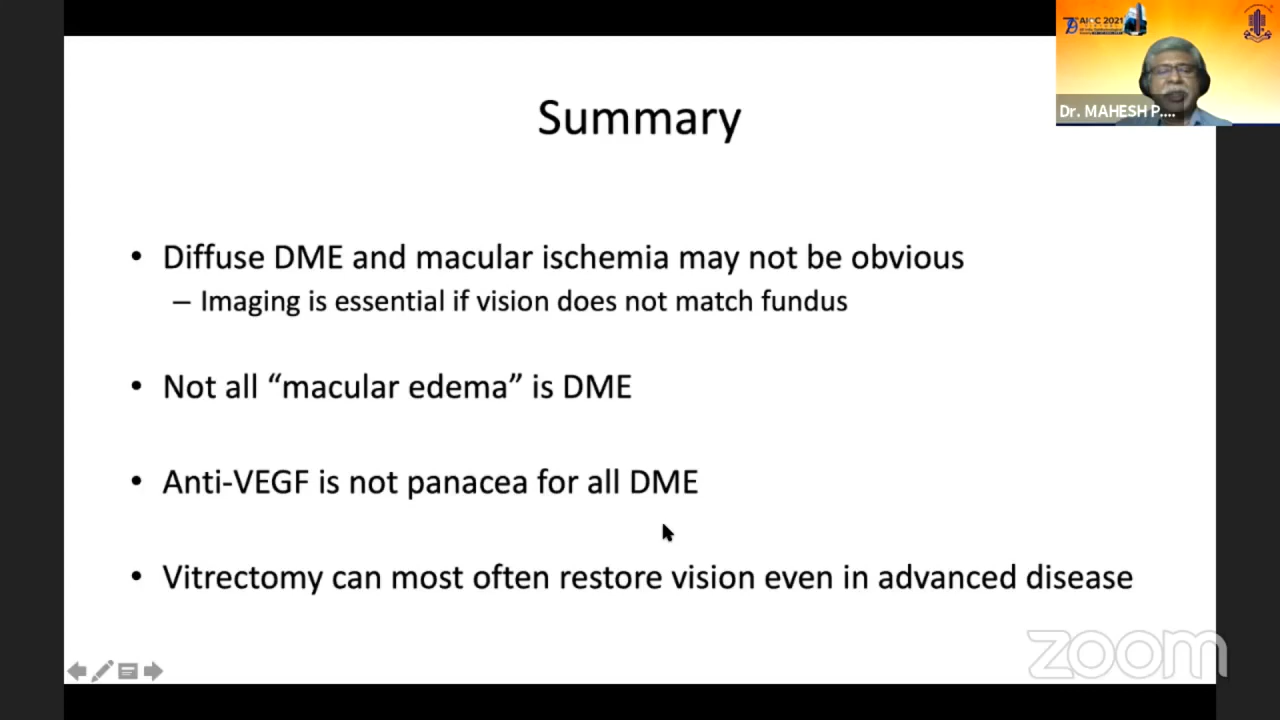 AIOC 2021
Dr. MAHESH P....
Summary
• Diffuse DME and macular ischemia may not be obvious
– Imaging is essential if vision does not match fundus
• Not all “macular edema” is DME
• Anti-VEGF is not panacea for all DME
• Vitrectomy can most often restore vision even in advanced disease
zoom